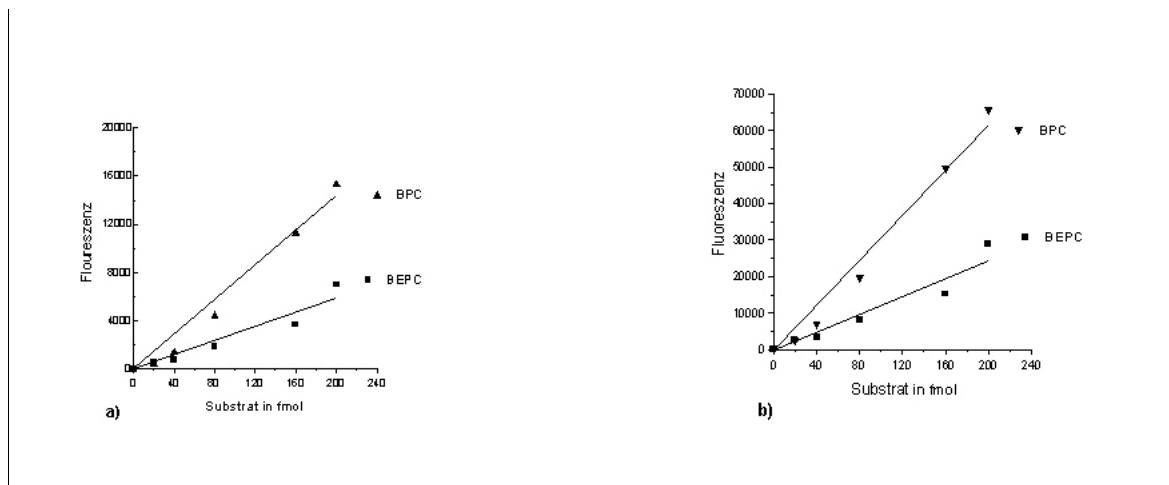 20000
16000
12000
8000
4000
0
0 40 80 120 160 200 240
Floureszenz
Substrat in fmol
BPC
BEPC
a)
70000
60000
50000
40000
30000
20000
10000
0
0 40 80 120 160 200 240
Fluoreszenz
Substrat in fmol
BPC
BEPC
b)